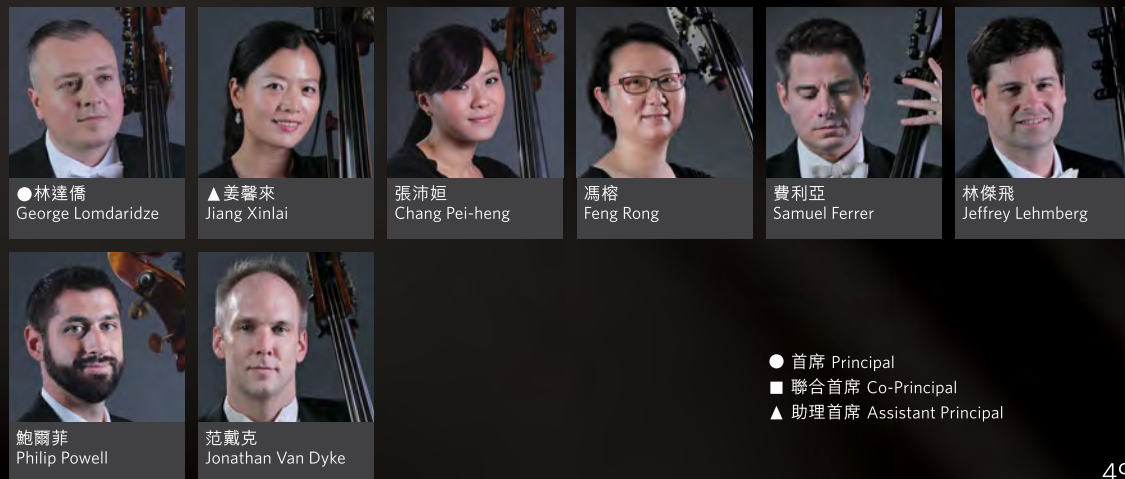 ●林達僑
George Lomdaridze
▲姜馨來
Jiang Xinlai
張沛姮
Chang Pei-heng
馮榕
Feng Rong
費利亞
Samuel Ferrer
林傑飛
Jeffrey Lehmberg
鮑爾菲
Philip Powell
范戴克
Jonathan Van Dyke
● 首席 Principal
■ 聯合首席 Co-Principal
▲ 助理首席 Assistant Principal
49